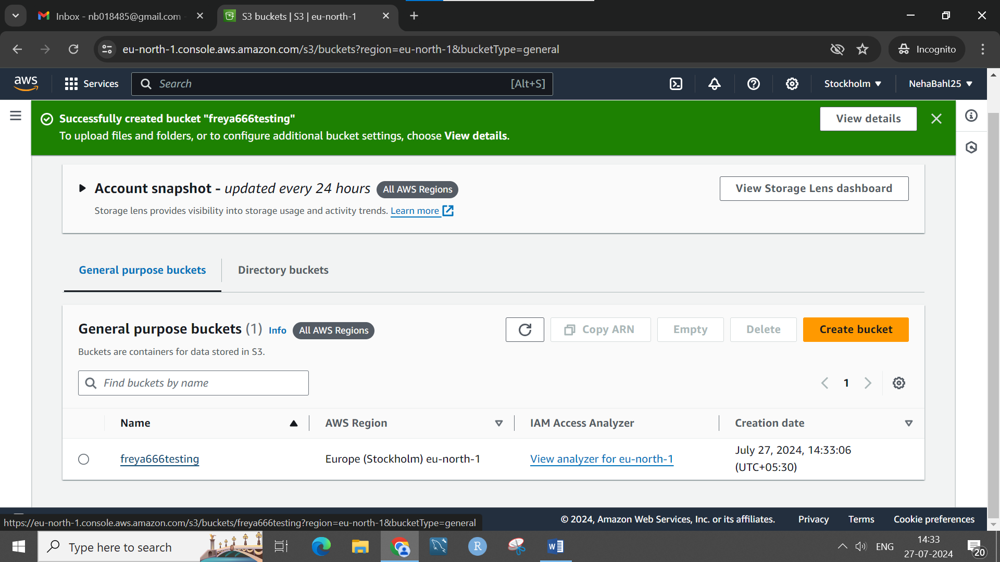 Inbox - nb018485@gmail.com
S3 buckets | S3 | eu-north-1
eu-north-1.console.aws.amazon.com/s3/buckets?region=eu-north-1&bucketType=general
Incognito
aws
Services
Search
[Alt+S]
Stockholm
NehaBahl25
Successfully created bucket "freya666testing"
To upload files and folders, or to configure additional bucket settings, choose View details.
View details
Account snapshot - updated every 24 hours
All AWS Regions
View Storage Lens dashboard
Storage lens provides visibility into storage usage and activity trends. Learn more
General purpose buckets
Directory buckets
General purpose buckets (1)
Info
All AWS Regions
Copy ARN
Empty
Delete
Create bucket
Buckets are containers for data stored in S3.
Find buckets by name
1
Name
AWS Region
IAM Access Analyzer
Creation date
freya666testing
Europe (Stockholm) eu-north-1
View analyzer for eu-north-1
July 27, 2024, 14:33:06
(UTC+05:30)
https://eu-north-1.console.aws.amazon.com/s3/buckets/freya666testing?region=eu-north-1&bucketType=general
© 2024, Amazon Web Services, Inc. or its affiliates.
Privacy
Terms
Cookie preferences
Type here to search
R
W
ENG
14:33
27-07-2024
20